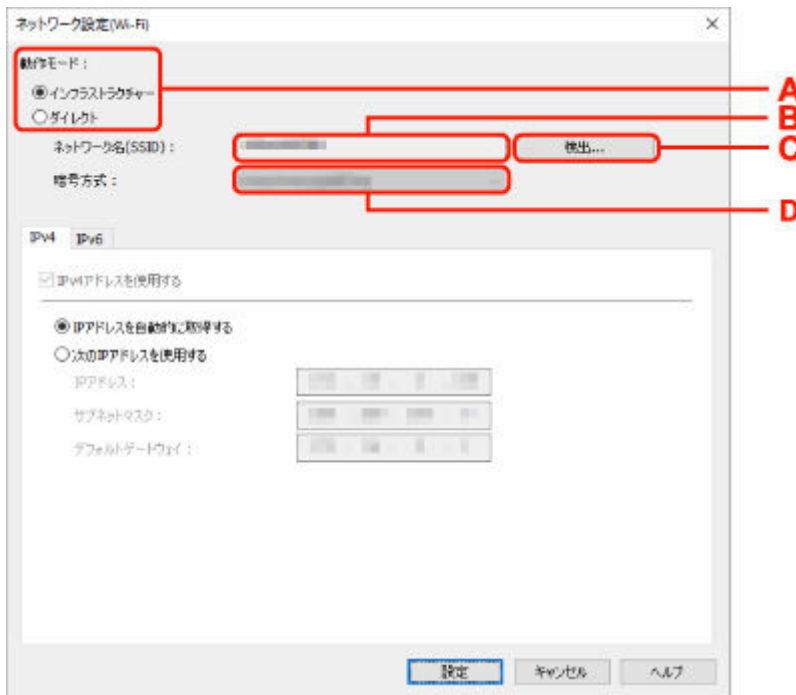 ネットワーク設定(Wi-Fi)
動作モード：
インフラストラクチャー
A
ダイレクト
B
ネットワーク名(SSID)：
検出...
C
暗号方式：
D
IPv4 IPv6
IPv4アドレスを使用する
IPアドレスを自動的に取得する
次のIPアドレスを使用する
IPアドレス：
サブネットマスク：
デフォルトゲートウェイ：
設定 キャンセル ヘルプ